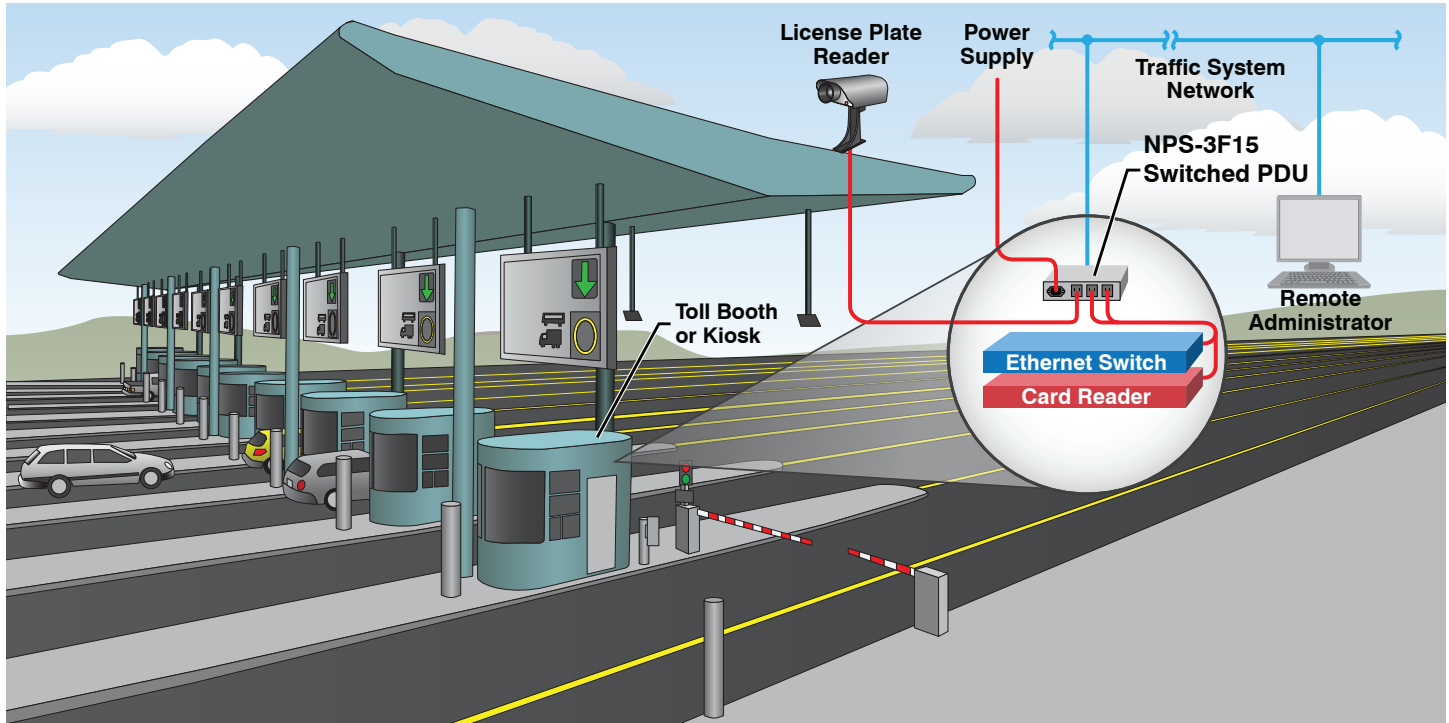 License Plate
Reader
Power
Supply
Traffic System
Network
NPS-3F15
Switched PDU
Toll Booth
or Kiosk
Remote
Administrator
Ethernet Switch
Card Reader